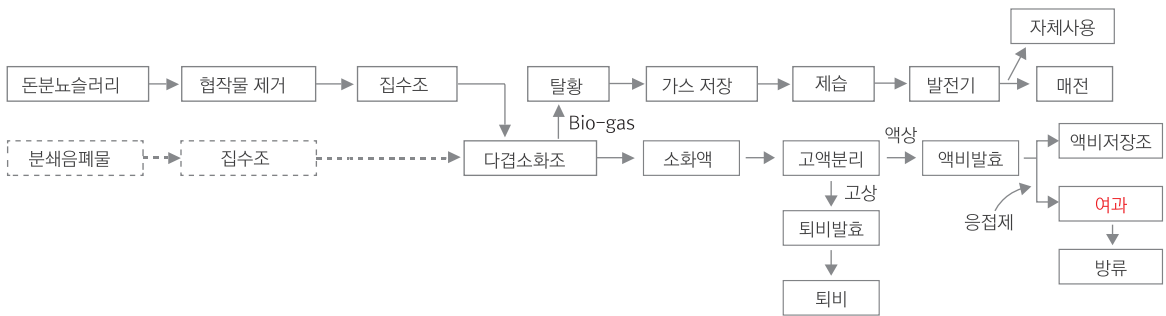 자체사용
돈분뇨슬러리
협작물 제거
집수조
탈황
가스 저장
제습
발전기
매전
Bio-gas
분쇄음폐물
집수조
다겹소화조
소화액
고액분리
액상
액비발효
액비저장조
고상
응접제
여과
퇴비발효
방류
퇴비